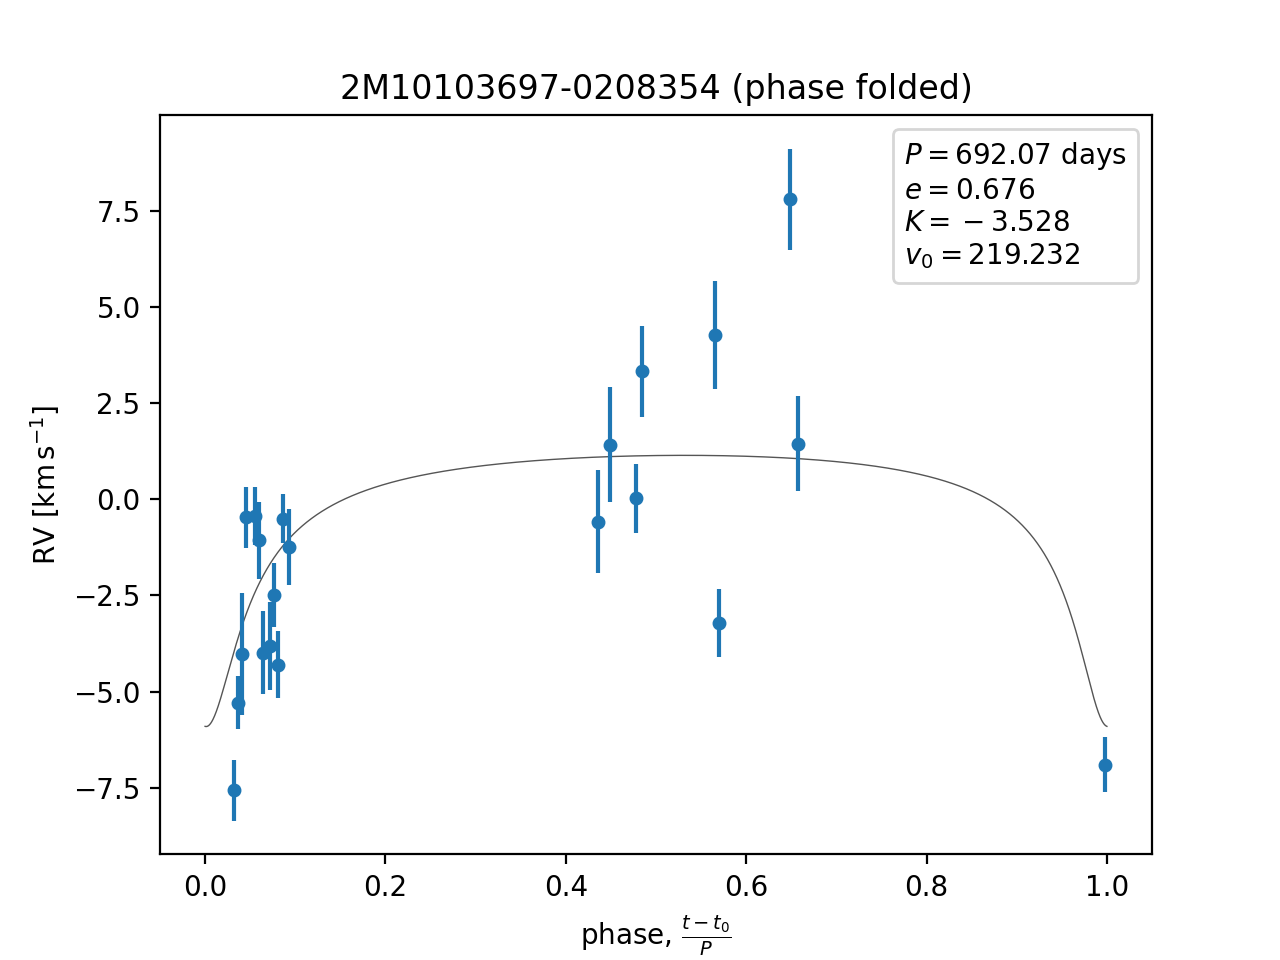 2M10103697-0208354 (phase folded)
P = 692.07 days
e = 0.676
K = −3.528
v₀ = 219.232
7.5
5.0
2.5
0.0
−2.5
−5.0
−7.5
RV [km s⁻¹]
0.0 0.2 0.4 0.6 0.8 1.0
phase, (t − t₀)/P